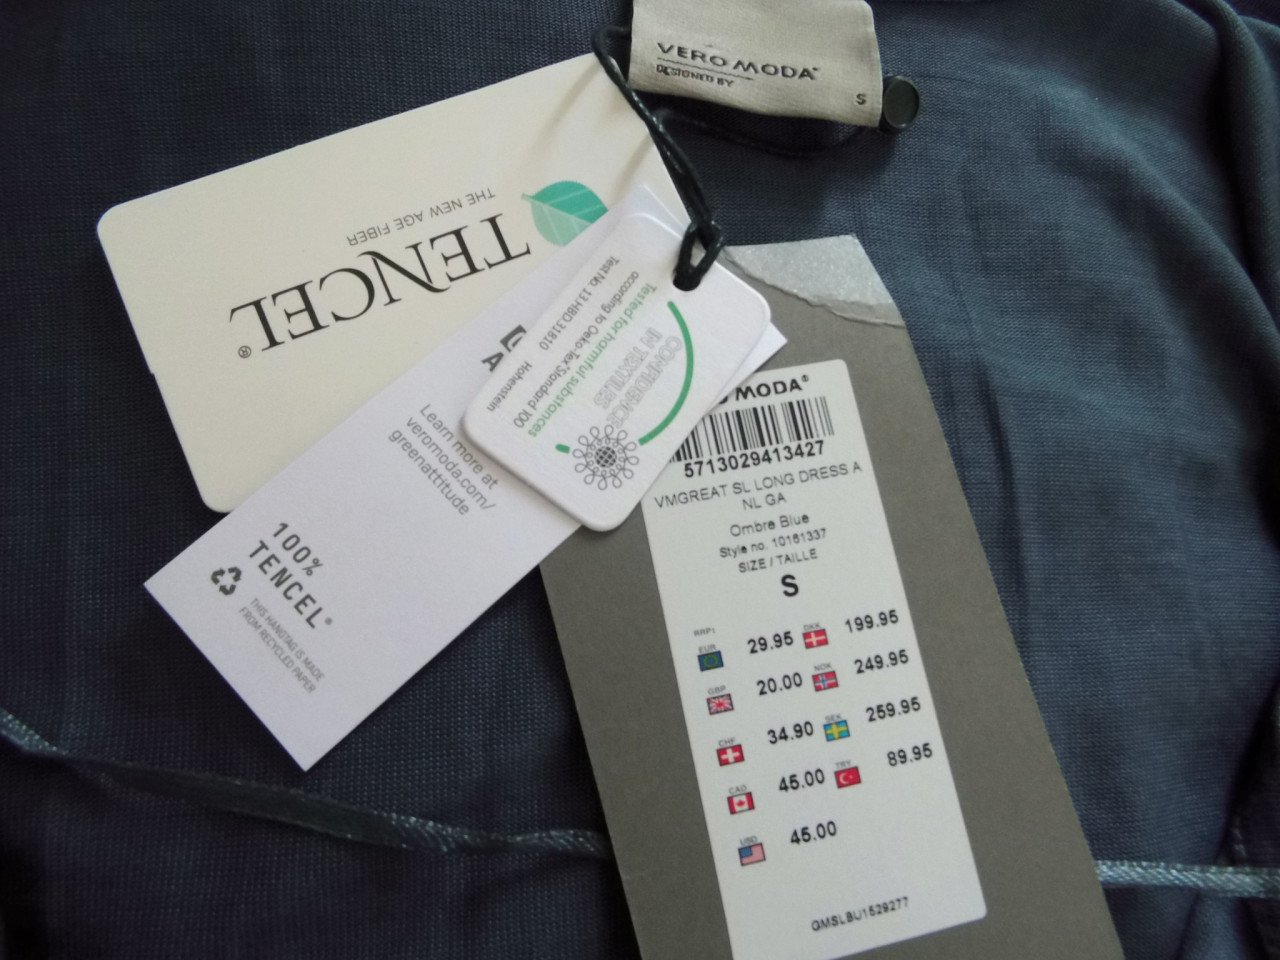 VERO MODA®
DESIGNED BY
S
TENCEL®
THE NEW AGE FIBER
CONFIDENCE
IN TEXTILES
Tested for harmful substances
according to Oeko-Tex® Standard 100
Test No. 13.HBD.31810 Hohenstein
Learn more at
veromoda.com/
greenattitude
100%
TENCEL®
THIS HANGTAG IS MADE
FROM RECYCLED PAPER
MODA®
5713029413427
VMGREAT SL LONG DRESS A
NL GA
Ombre Blue
Style no. 10161337
SIZE / TAILLE
S
RRP:
EUR 29.95 DKK 199.95
GBP 20.00 NOK 249.95
CHF 34.90 SEK 259.95
CAD 45.00 TRY 89.95
USD 45.00
GMSLBU1529277